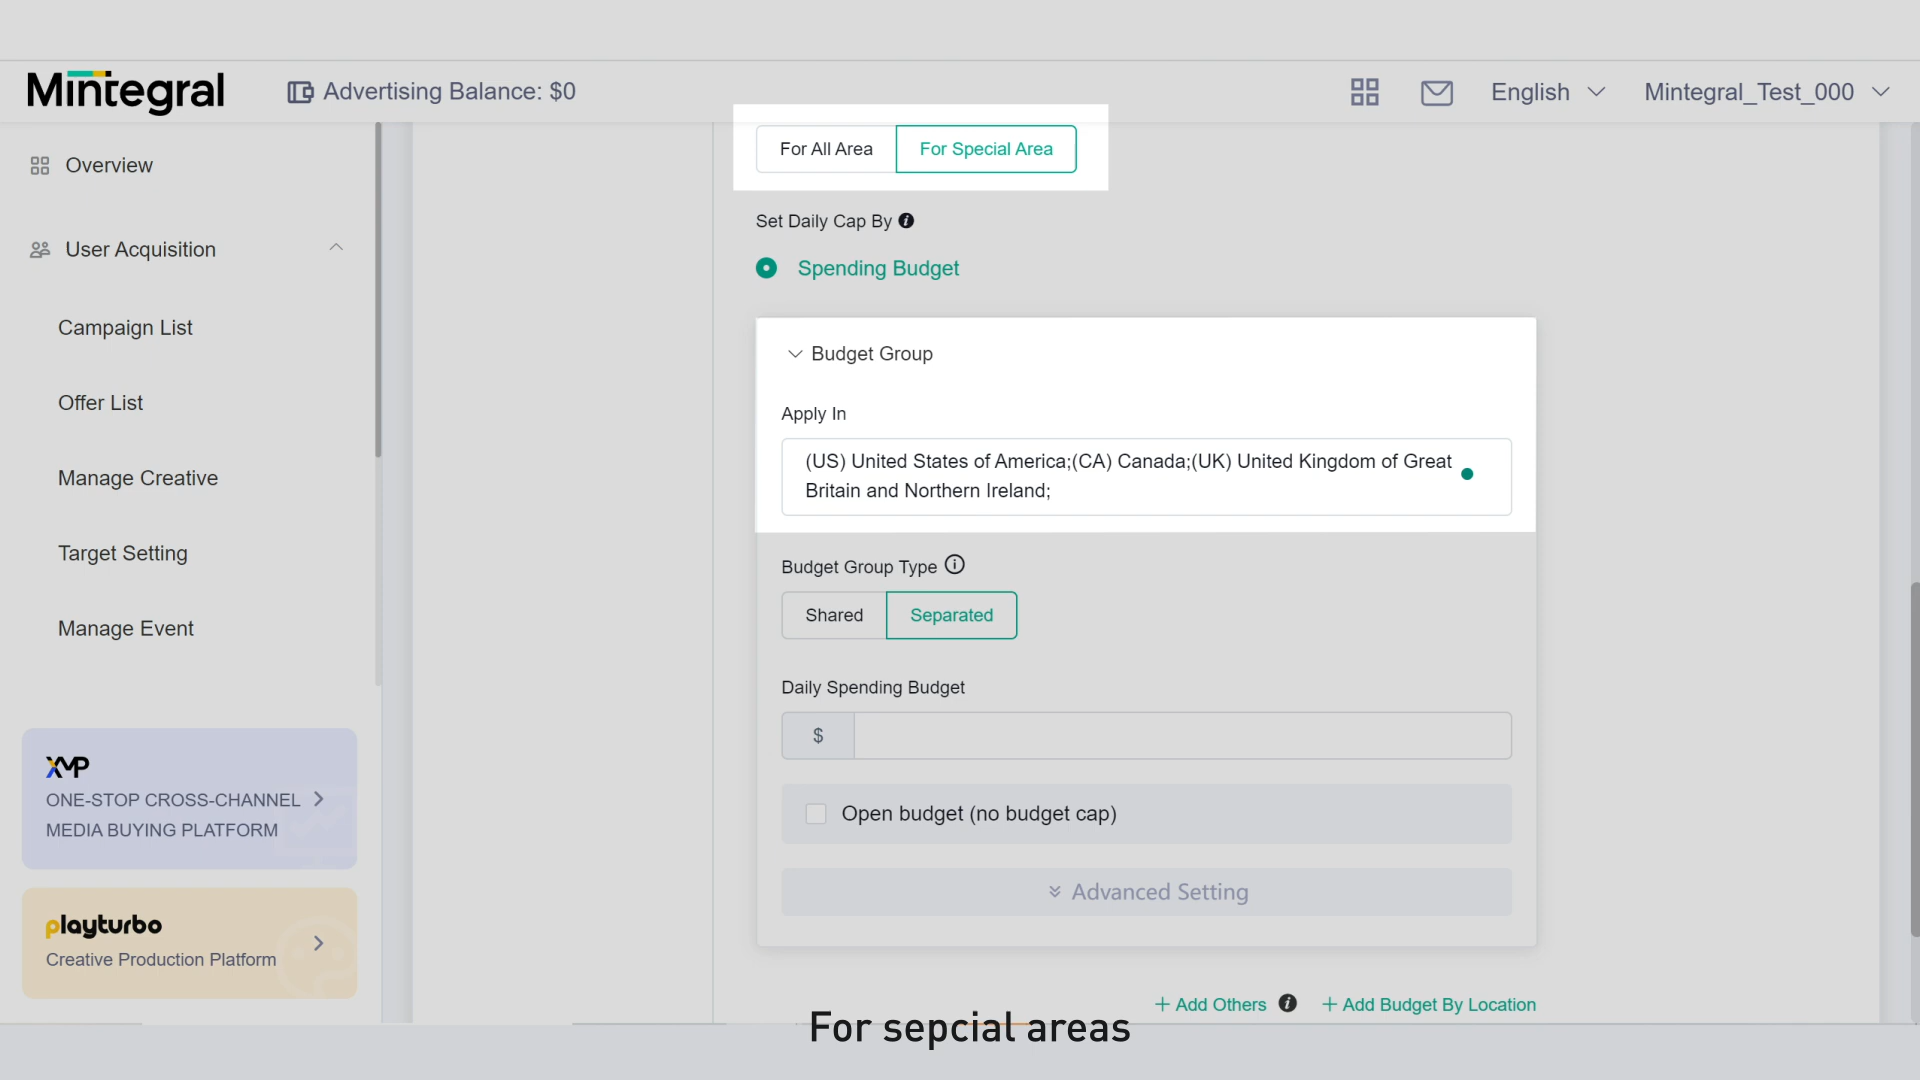 Mintegral
Advertising Balance: $0
English
Mintegral_Test_000
Overview
User Acquisition
Campaign List
Offer List
Manage Creative
Target Setting
Manage Event
XMP
ONE-STOP CROSS-CHANNEL
MEDIA BUYING PLATFORM
playturbo
Creative Production Platform
For All Area
For Special Area
Set Daily Cap By
Spending Budget
Budget Group
Apply In
(US) United States of America;(CA) Canada;(UK) United Kingdom of Great
Britain and Northern Ireland;
Budget Group Type
Shared
Separated
Daily Spending Budget
$
Open budget (no budget cap)
Advanced Setting
+ Add Others
+ Add Budget By Location
For sepcial areas